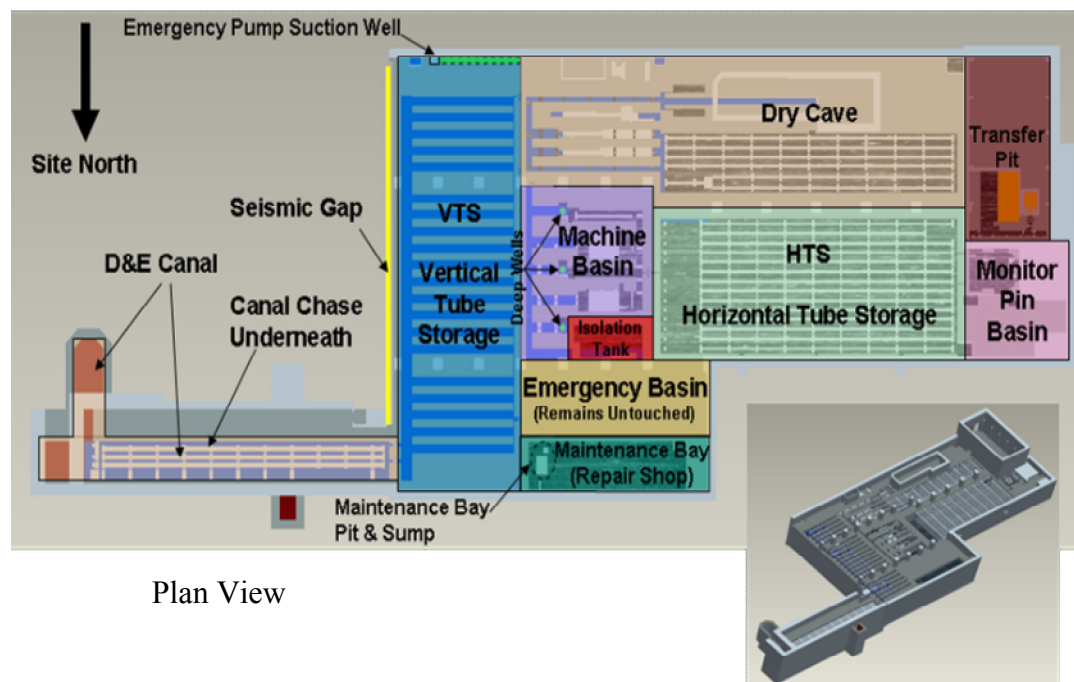 Emergency Pump Suction Well
Site North
Seismic Gap
D&E Canal
Canal Chase
Underneath
VTS
Vertical
Tube
Storage
Deep Wells
Machine
Basin
Isolation
Tank
Dry Cave
Transfer
Pit
HTS
Horizontal Tube Storage
Monitor
Pin
Basin
Emergency Basin
(Remains Untouched)
Maintenance Bay
(Repair Shop)
Maintenance Bay
Pit & Sump
Plan View